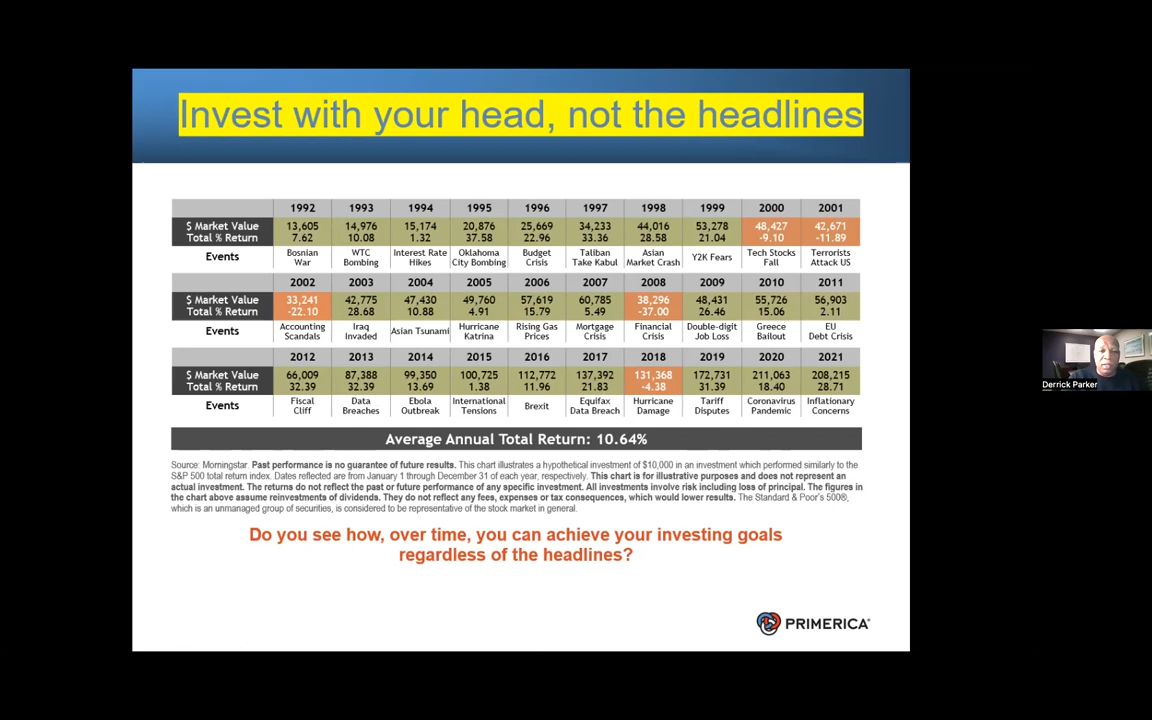 Invest with your head, not the headlines
1992 1993 1994 1995 1996 1997 1998 1999 2000 2001
$ Market Value 13,605 14,976 15,174 20,876 25,669 34,233 44,016 53,278 48,427 42,671
Total % Return 7.62 10.08 1.32 37.58 22.96 33.36 28.58 21.04 -9.10 -11.89
Events Bosnian War WTC Bombing Interest Rate Hikes Oklahoma City Bombing Budget Crisis Taliban Take Kabul Asian Market Crash Y2K Fears Tech Stocks Fall Terrorists Attack US
2002 2003 2004 2005 2006 2007 2008 2009 2010 2011
$ Market Value 33,241 42,775 47,430 49,760 57,619 60,785 38,296 48,431 55,726 56,903
Total % Return -22.10 28.68 10.88 4.91 15.79 5.49 -37.00 26.46 15.06 2.11
Events Accounting Scandals Iraq Invaded Asian Tsunami Hurricane Katrina Rising Gas Prices Mortgage Crisis Financial Crisis Double-digit Job Loss Greece Bailout EU Debt Crisis
2012 2013 2014 2015 2016 2017 2018 2019 2020 2021
$ Market Value 66,009 87,388 99,350 100,725 112,772 137,392 131,368 172,731 211,063 208,215
Total % Return 32.39 32.39 13.69 1.38 11.96 21.83 -4.38 31.39 18.40 28.71
Events Fiscal Cliff Data Breaches Ebola Outbreak International Tensions Brexit Equifax Data Breach Hurricane Damage Tariff Disputes Coronavirus Pandemic Inflationary Concerns
Average Annual Total Return: 10.64%
Source: Morningstar. Past performance is no guarantee of future results. This chart illustrates a hypothetical investment of $10,000 in an investment which performed similarly to the
S&P 500 total return index. Dates reflected are from January 1 through December 31 of each year, respectively. This chart is for illustrative purposes and does not represent an
actual investment. The returns do not reflect the past or future performance of any specific investment. All investments involve risk including loss of principal. The figures in
the chart above assume reinvestments of dividends. They do not reflect any fees, expenses or tax consequences, which would lower results. The Standard & Poor's 500®,
which is an unmanaged group of securities, is considered to be representative of the stock market in general.
Do you see how, over time, you can achieve your investing goals
regardless of the headlines?
PRIMERICA®
Derrick Parker